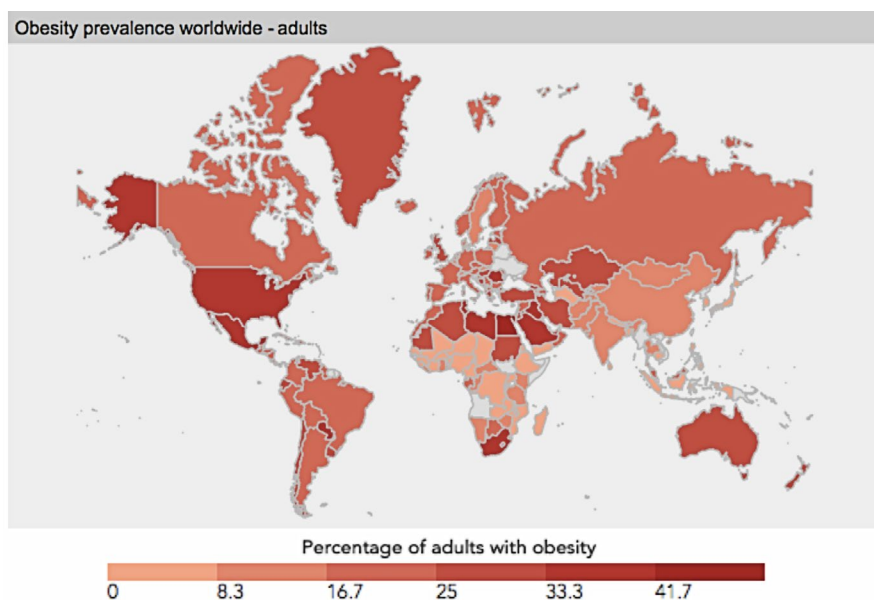 Obesity prevalence worldwide - adults
Percentage of adults with obesity
0 8.3 16.7 25 33.3 41.7